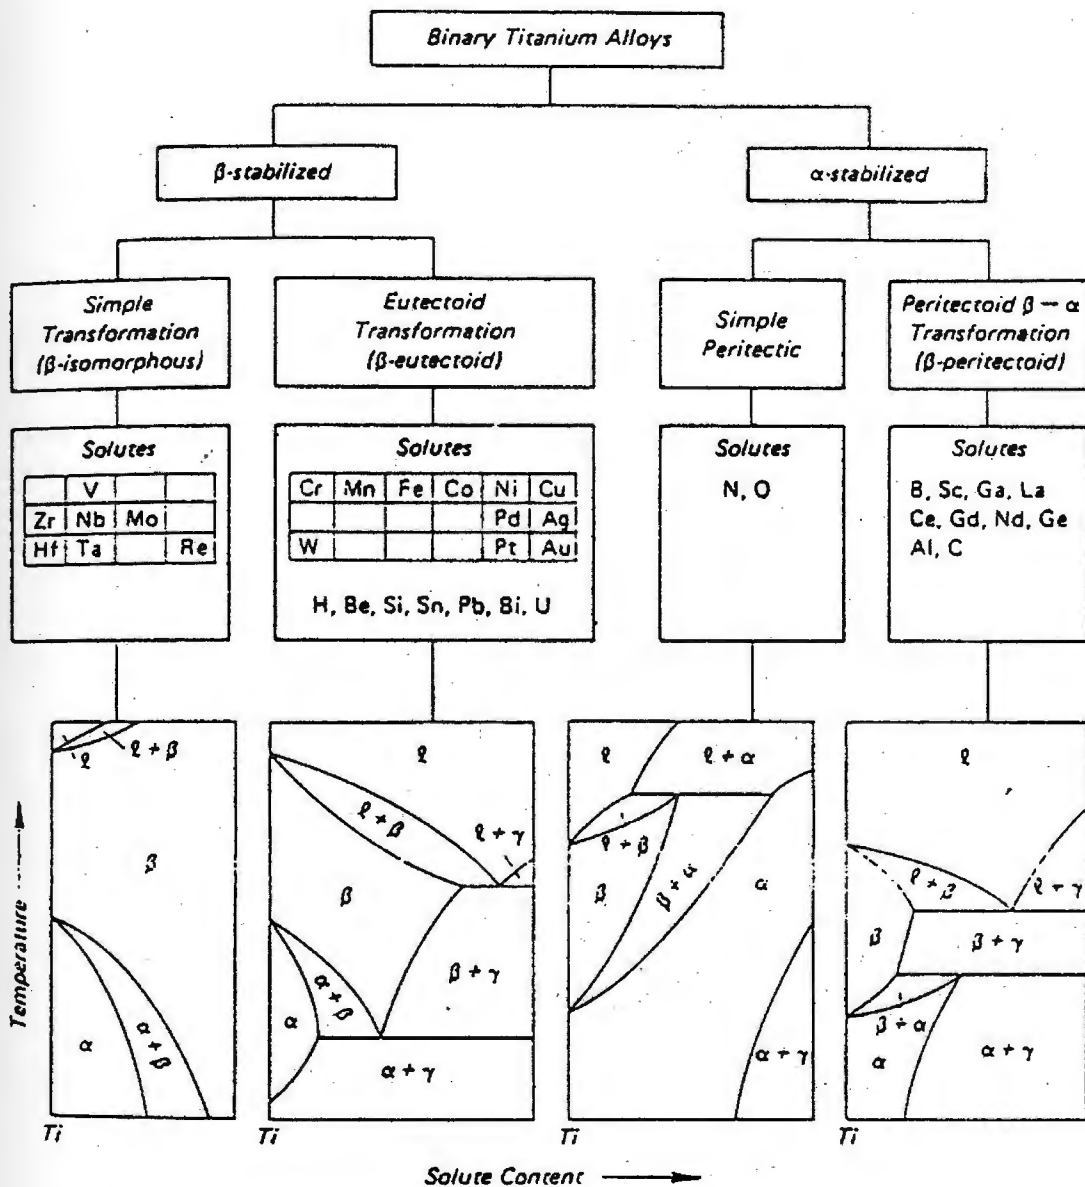 Binary Titanium Alloys
β-stabilized
α-stabilized
Simple
Transformation
(β-isomorphous)
Eutectoid
Transformation
(β-eutectoid)
Simple
Peritectic
Peritectoid β — α
Transformation
(β-peritectoid)
Solutes
V
Zr Nb Mo
Hf Ta Re
Solutes
Cr Mn Fe Co Ni Cu
Pd Ag
W Pt Au
H, Be, Si, Sn, Pb, Bi, U
Solutes
N, O
Solutes
B, Sc, Ga, La
Ce, Gd, Nd, Ge
Al, C
Temperature
ℓ
ℓ + β
β
α
α + β
Ti
ℓ
ℓ + β
ℓ + γ
β
α
α + β
β + γ
α + γ
Ti
ℓ
ℓ + α
ℓ + β
β
β + α
α
α + γ
Ti
ℓ
ℓ + β
ℓ + γ
β
β + γ
β + α
α
α + γ
Ti
Solute Content